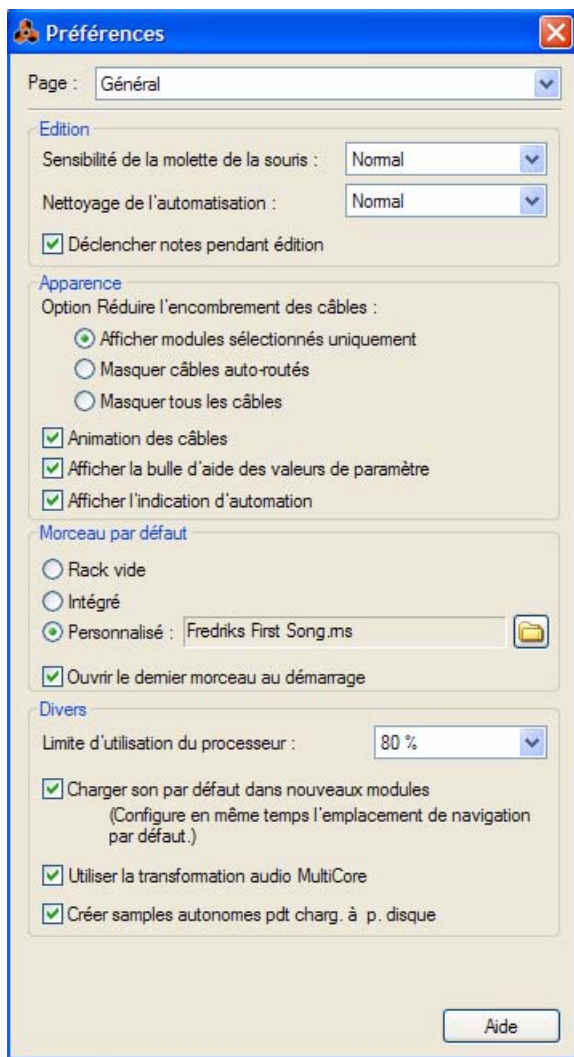 Préférences
Page : Général
Edition
Sensibilité de la molette de la souris : Normal
Nettoyage de l'automatisation : Normal
Déclencher notes pendant édition
Apparence
Option Réduire l'encombrement des câbles :
Afficher modules sélectionnés uniquement
Masquer câbles auto-routés
Masquer tous les câbles
Animation des câbles
Afficher la bulle d'aide des valeurs de paramètre
Afficher l'indication d'automation
Morceau par défaut
Rack vide
Intégré
Personnalisé : Fredriks First Song.rns
Ouvrir le dernier morceau au démarrage
Divers
Limite d'utilisation du processeur : 80 %
Charger son par défaut dans nouveaux modules
(Configure en même temps l'emplacement de navigation
par défaut.)
Utiliser la transformation audio MultiCore
Créer samples autonomes pdt charg. à p. disque
Aide